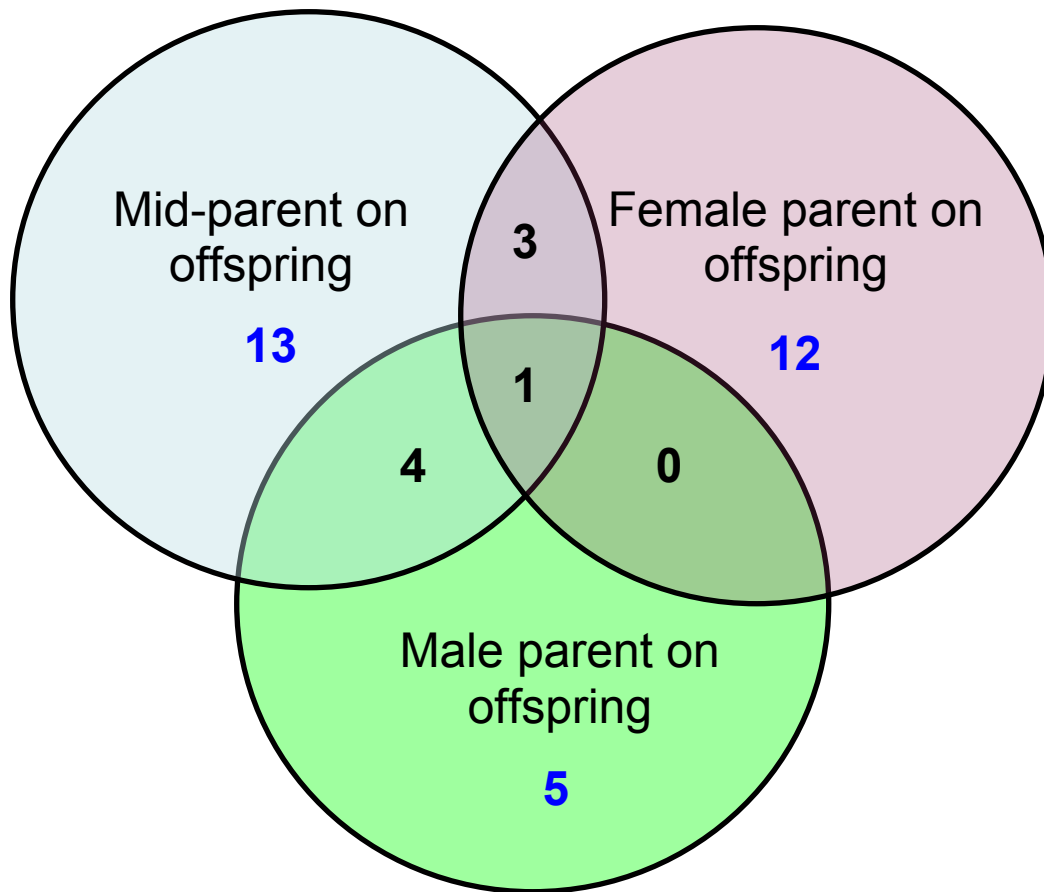 Mid-parent on
offspring
13
Female parent on
offspring
12
3
1
4
0
Male parent on
offspring
5